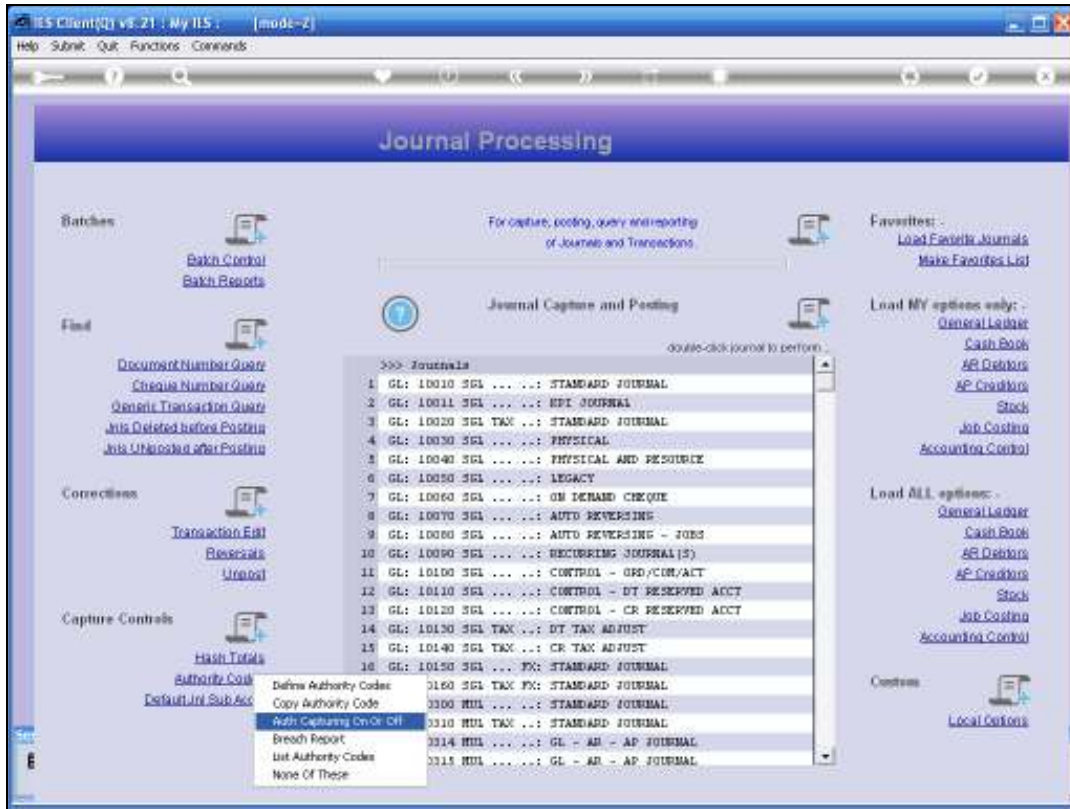 IES Client(Q) v8.21 : My IES : [mode=2]
Help Submit Quit Functions Commands
Journal Processing
Batches
Batch Control
Batch Reports
Find
Document Number Query
Cheque Number Query
Generic Transaction Query
Jnls Deleted before Posting
Jnls UNposted after Posting
Corrections
Transaction Edit
Reversals
Unpost
Capture Controls
Hash Totals
Authority Code
Default Jnl Sub Acc
For capture, posting, query and reporting
of Journals and Transactions.
Journal Capture and Posting
double-click journal to perform ..
>>> Journals
1 GL: 10010 SGL ... ..: STANDARD JOURNAL
2 GL: 10011 SGL ... ..: KPI JOURNAL
3 GL: 10020 SGL TAX ..: STANDARD JOURNAL
4 GL: 10030 SGL ... ..: PHYSICAL
5 GL: 10040 SGL ... ..: PHYSICAL AND RESOURCE
6 GL: 10050 SGL ... ..: LEGACY
7 GL: 10060 SGL ... ..: ON DEMAND CHEQUE
8 GL: 10070 SGL ... ..: AUTO REVERSING
9 GL: 10080 SGL ... ..: AUTO REVERSING - JOBS
10 GL: 10090 SGL ... ..: RECURRING JOURNAL(S)
11 GL: 10100 SGL ... ..: CONTROL - ORD/COM/ACT
12 GL: 10110 SGL ... ..: CONTROL - DT RESERVED ACCT
13 GL: 10120 SGL ... ..: CONTROL - CR RESERVED ACCT
14 GL: 10130 SGL TAX ..: DT TAX ADJUST
15 GL: 10140 SGL TAX ..: CR TAX ADJUST
16 GL: 10150 SGL ... FX: STANDARD JOURNAL
0160 SGL TAX FX: STANDARD JOURNAL
0300 MUL ... ..: STANDARD JOURNAL
0310 MUL TAX ..: STANDARD JOURNAL
0314 MUL ... ..: GL - AR - AP JOURNAL
0315 MUL ... ..: GL - AR - AP JOURNAL
Define Authority Codes
Copy Authority Code
Auth Capturing On Or Off
Breach Report
List Authority Codes
None Of These
Favorites: .
Load Favorite Journals
Make Favorites List
Load MY options only: .
General Ledger
Cash Book
AR Debtors
AP Creditors
Stock
Job Costing
Accounting Control
Load ALL options: .
General Ledger
Cash Book
AR Debtors
AP Creditors
Stock
Job Costing
Accounting Control
Custom
Local Options